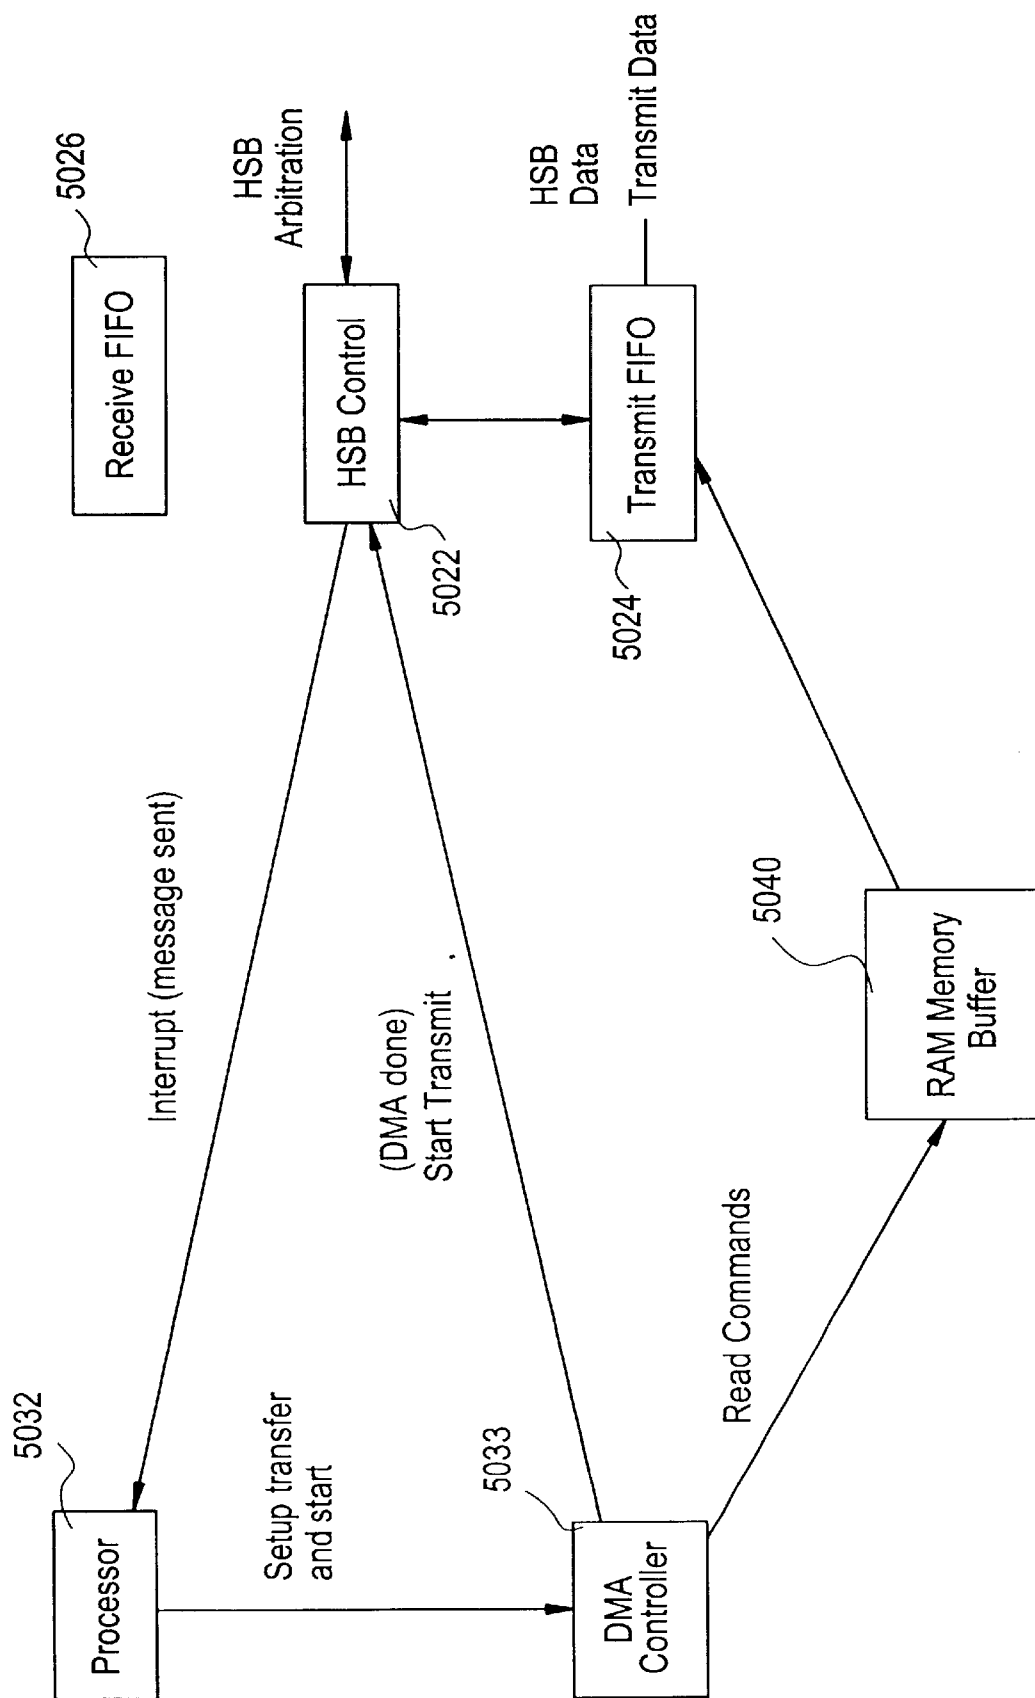 5032
Processor
Setup transfer
and start
5033
DMA
Controller
Interrupt (message sent)
(DMA done)
Start Transmit
Read Commands
5040
RAM Memory
Buffer
5026
Receive FIFO
HSB
Arbitration
HSB Control
5022
HSB
Data
Transmit Data
Transmit FIFO
5024